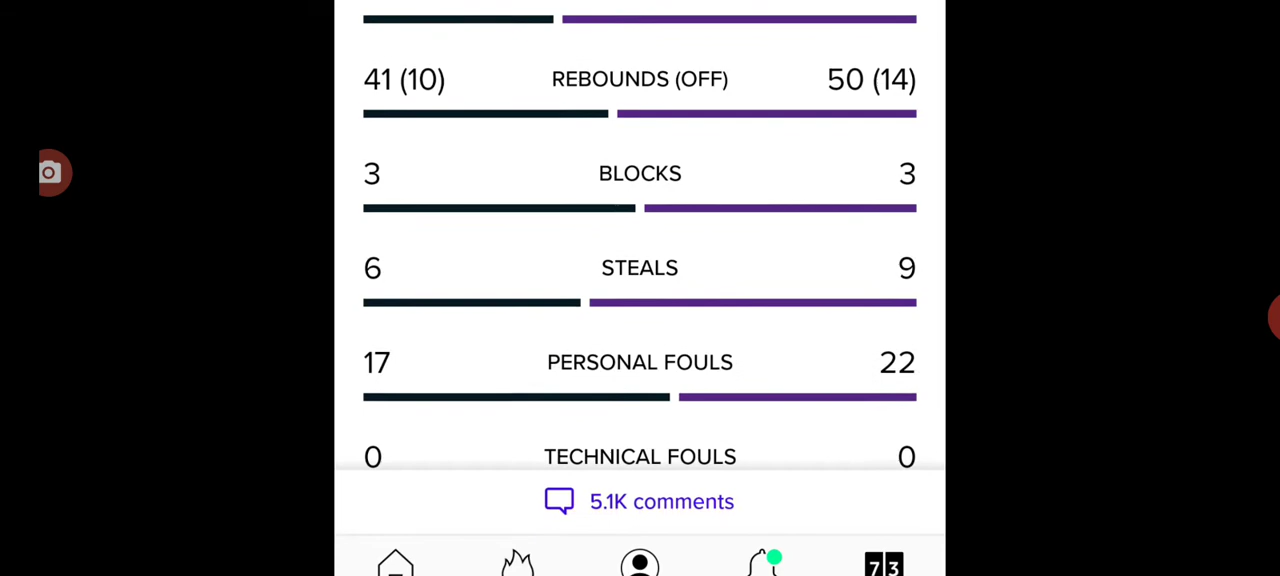 41 (10) REBOUNDS (OFF) 50 (14)
3 BLOCKS 3
6 STEALS 9
17 PERSONAL FOULS 22
0 TECHNICAL FOULS 0
5.1K comments
73